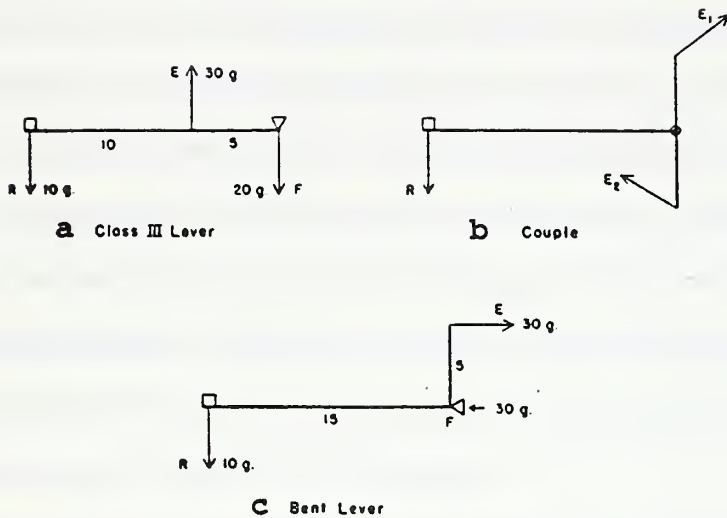 E 30 g
10 5
R 10 g. 20 g F
a Class III Lever
E1
R E2
b Couple
E 30 g.
5
15 F 30 g.
R 10 g.
c Bent Lever